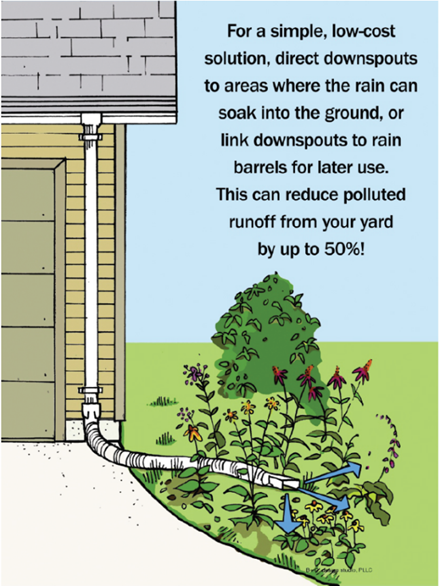 For a simple, low-cost
solution, direct downspouts
to areas where the rain can
soak into the ground, or
link downspouts to rain
barrels for later use.
This can reduce polluted
runoff from your yard
by up to 50%!
studio, PLLC